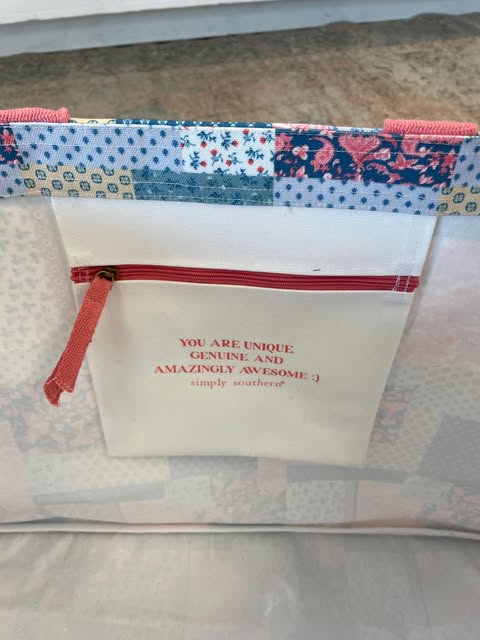 YOU ARE UNIQUE
GENUINE AND
AMAZINGLY AWESOME :)
simply southern®